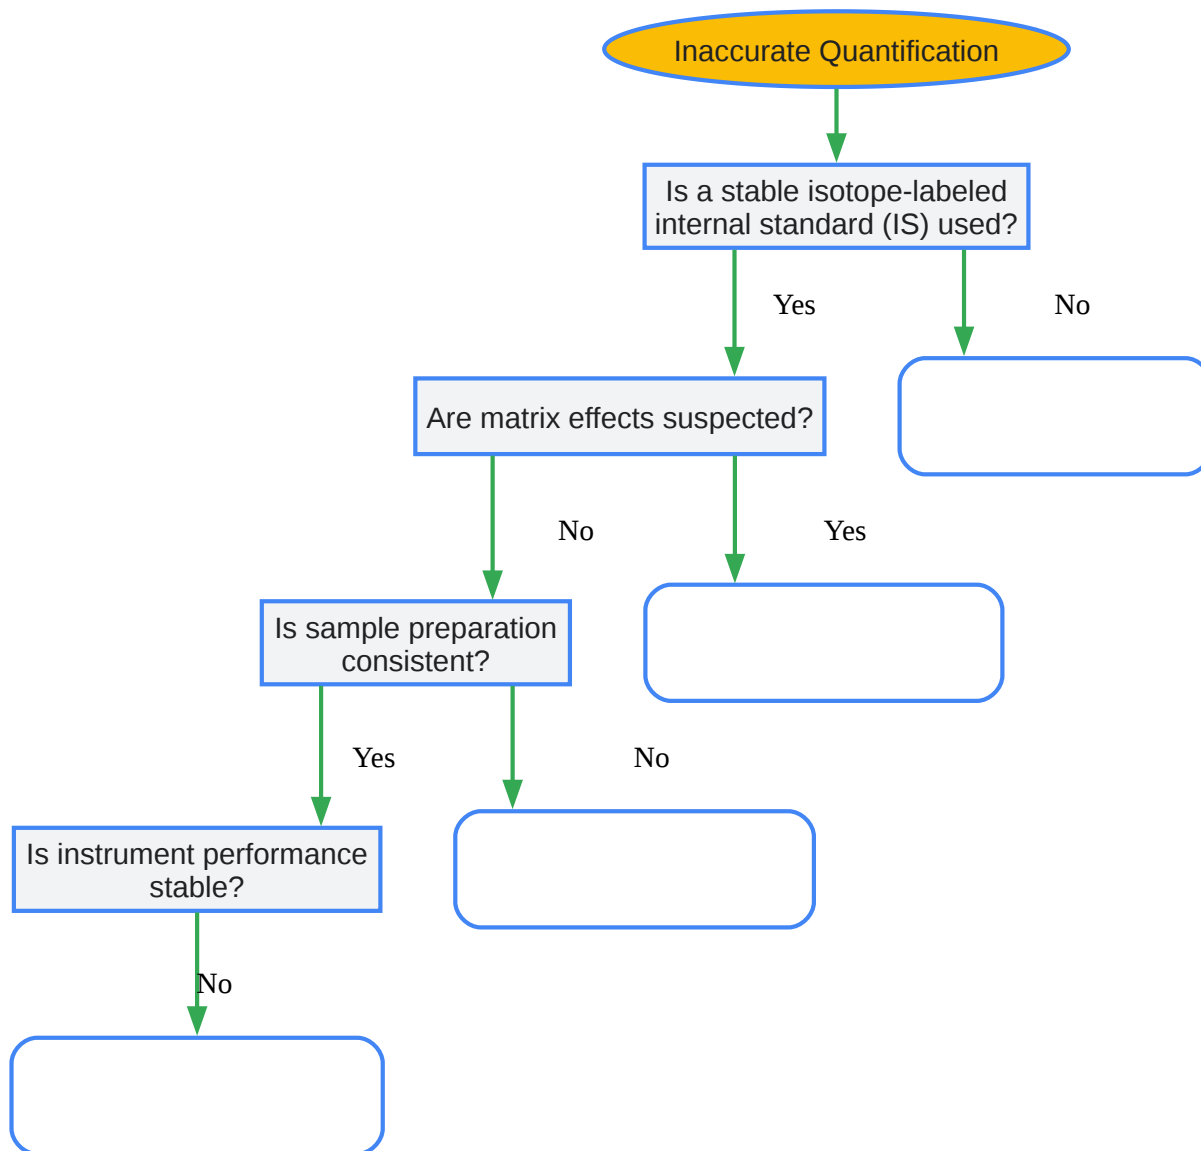 Inaccurate Quantification
Is a stable isotope-labeled
internal standard (IS) used?
Yes
No
Are matrix effects suspected?
No
Yes
Is sample preparation
consistent?
Yes
No
Is instrument performance
stable?
No